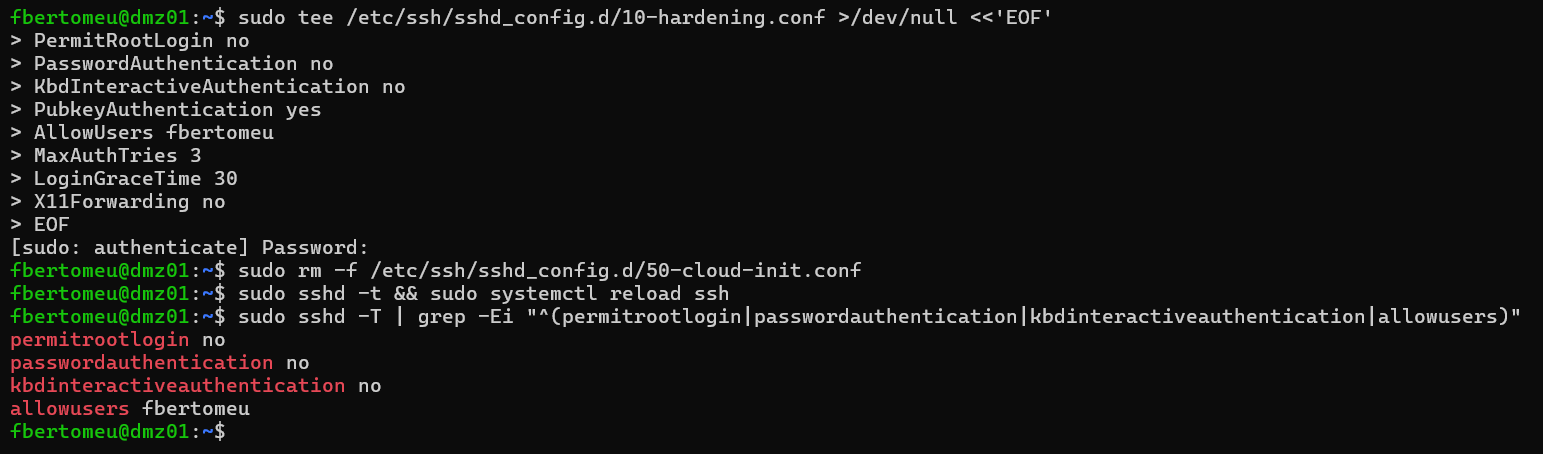 fbertomeu@dmz01:~$ sudo tee /etc/ssh/sshd_config.d/10-hardening.conf >/dev/null <<'EOF'
> PermitRootLogin no
> PasswordAuthentication no
> KbdInteractiveAuthentication no
> PubkeyAuthentication yes
> AllowUsers fbertomeu
> MaxAuthTries 3
> LoginGraceTime 30
> X11Forwarding no
> EOF
[sudo: authenticate] Password:
fbertomeu@dmz01:~$ sudo rm -f /etc/ssh/sshd_config.d/50-cloud-init.conf
fbertomeu@dmz01:~$ sudo sshd -t && sudo systemctl reload ssh
fbertomeu@dmz01:~$ sudo sshd -T | grep -Ei "^(permitrootlogin|passwordauthentication|kbdinteractiveauthentication|allowusers)"
permitrootlogin no
passwordauthentication no
kbdinteractiveauthentication no
allowusers fbertomeu
fbertomeu@dmz01:~$